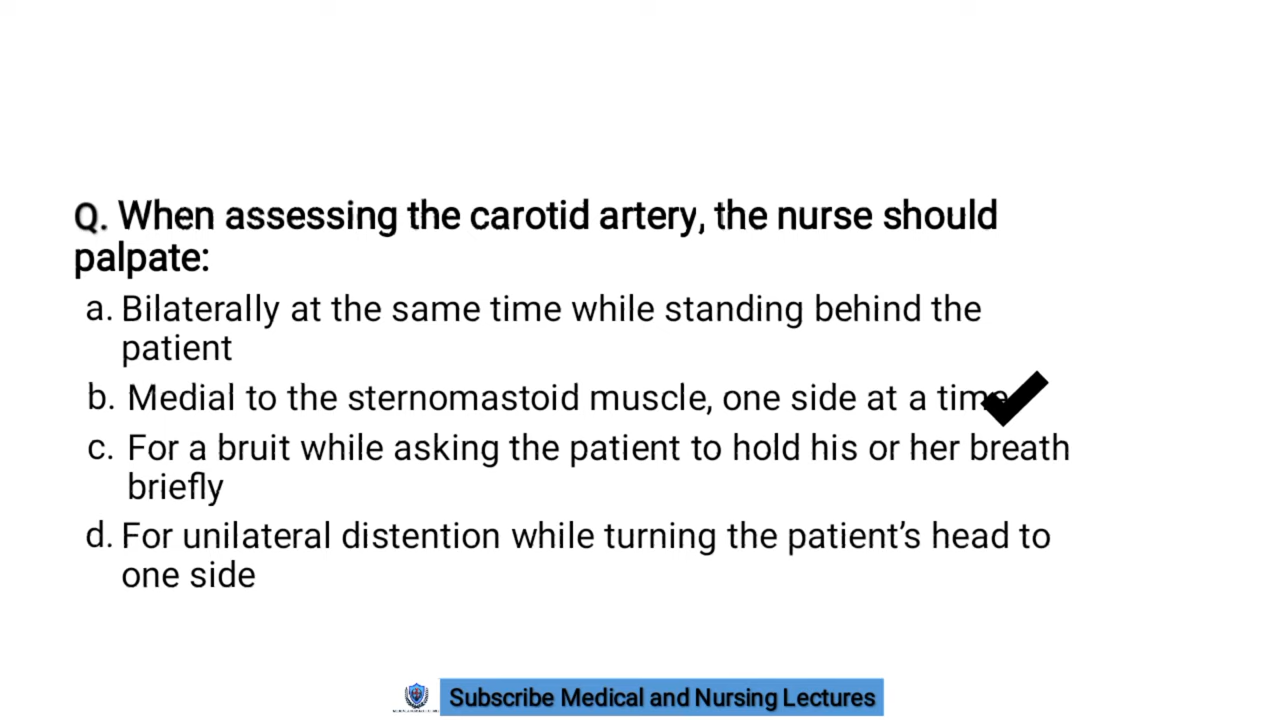 Q. When assessing the carotid artery, the nurse should
palpate:
a. Bilaterally at the same time while standing behind the
patient
b. Medial to the sternomastoid muscle, one side at a time
c. For a bruit while asking the patient to hold his or her breath
briefly
d. For unilateral distention while turning the patient’s head to
one side
Subscribe Medical and Nursing Lectures